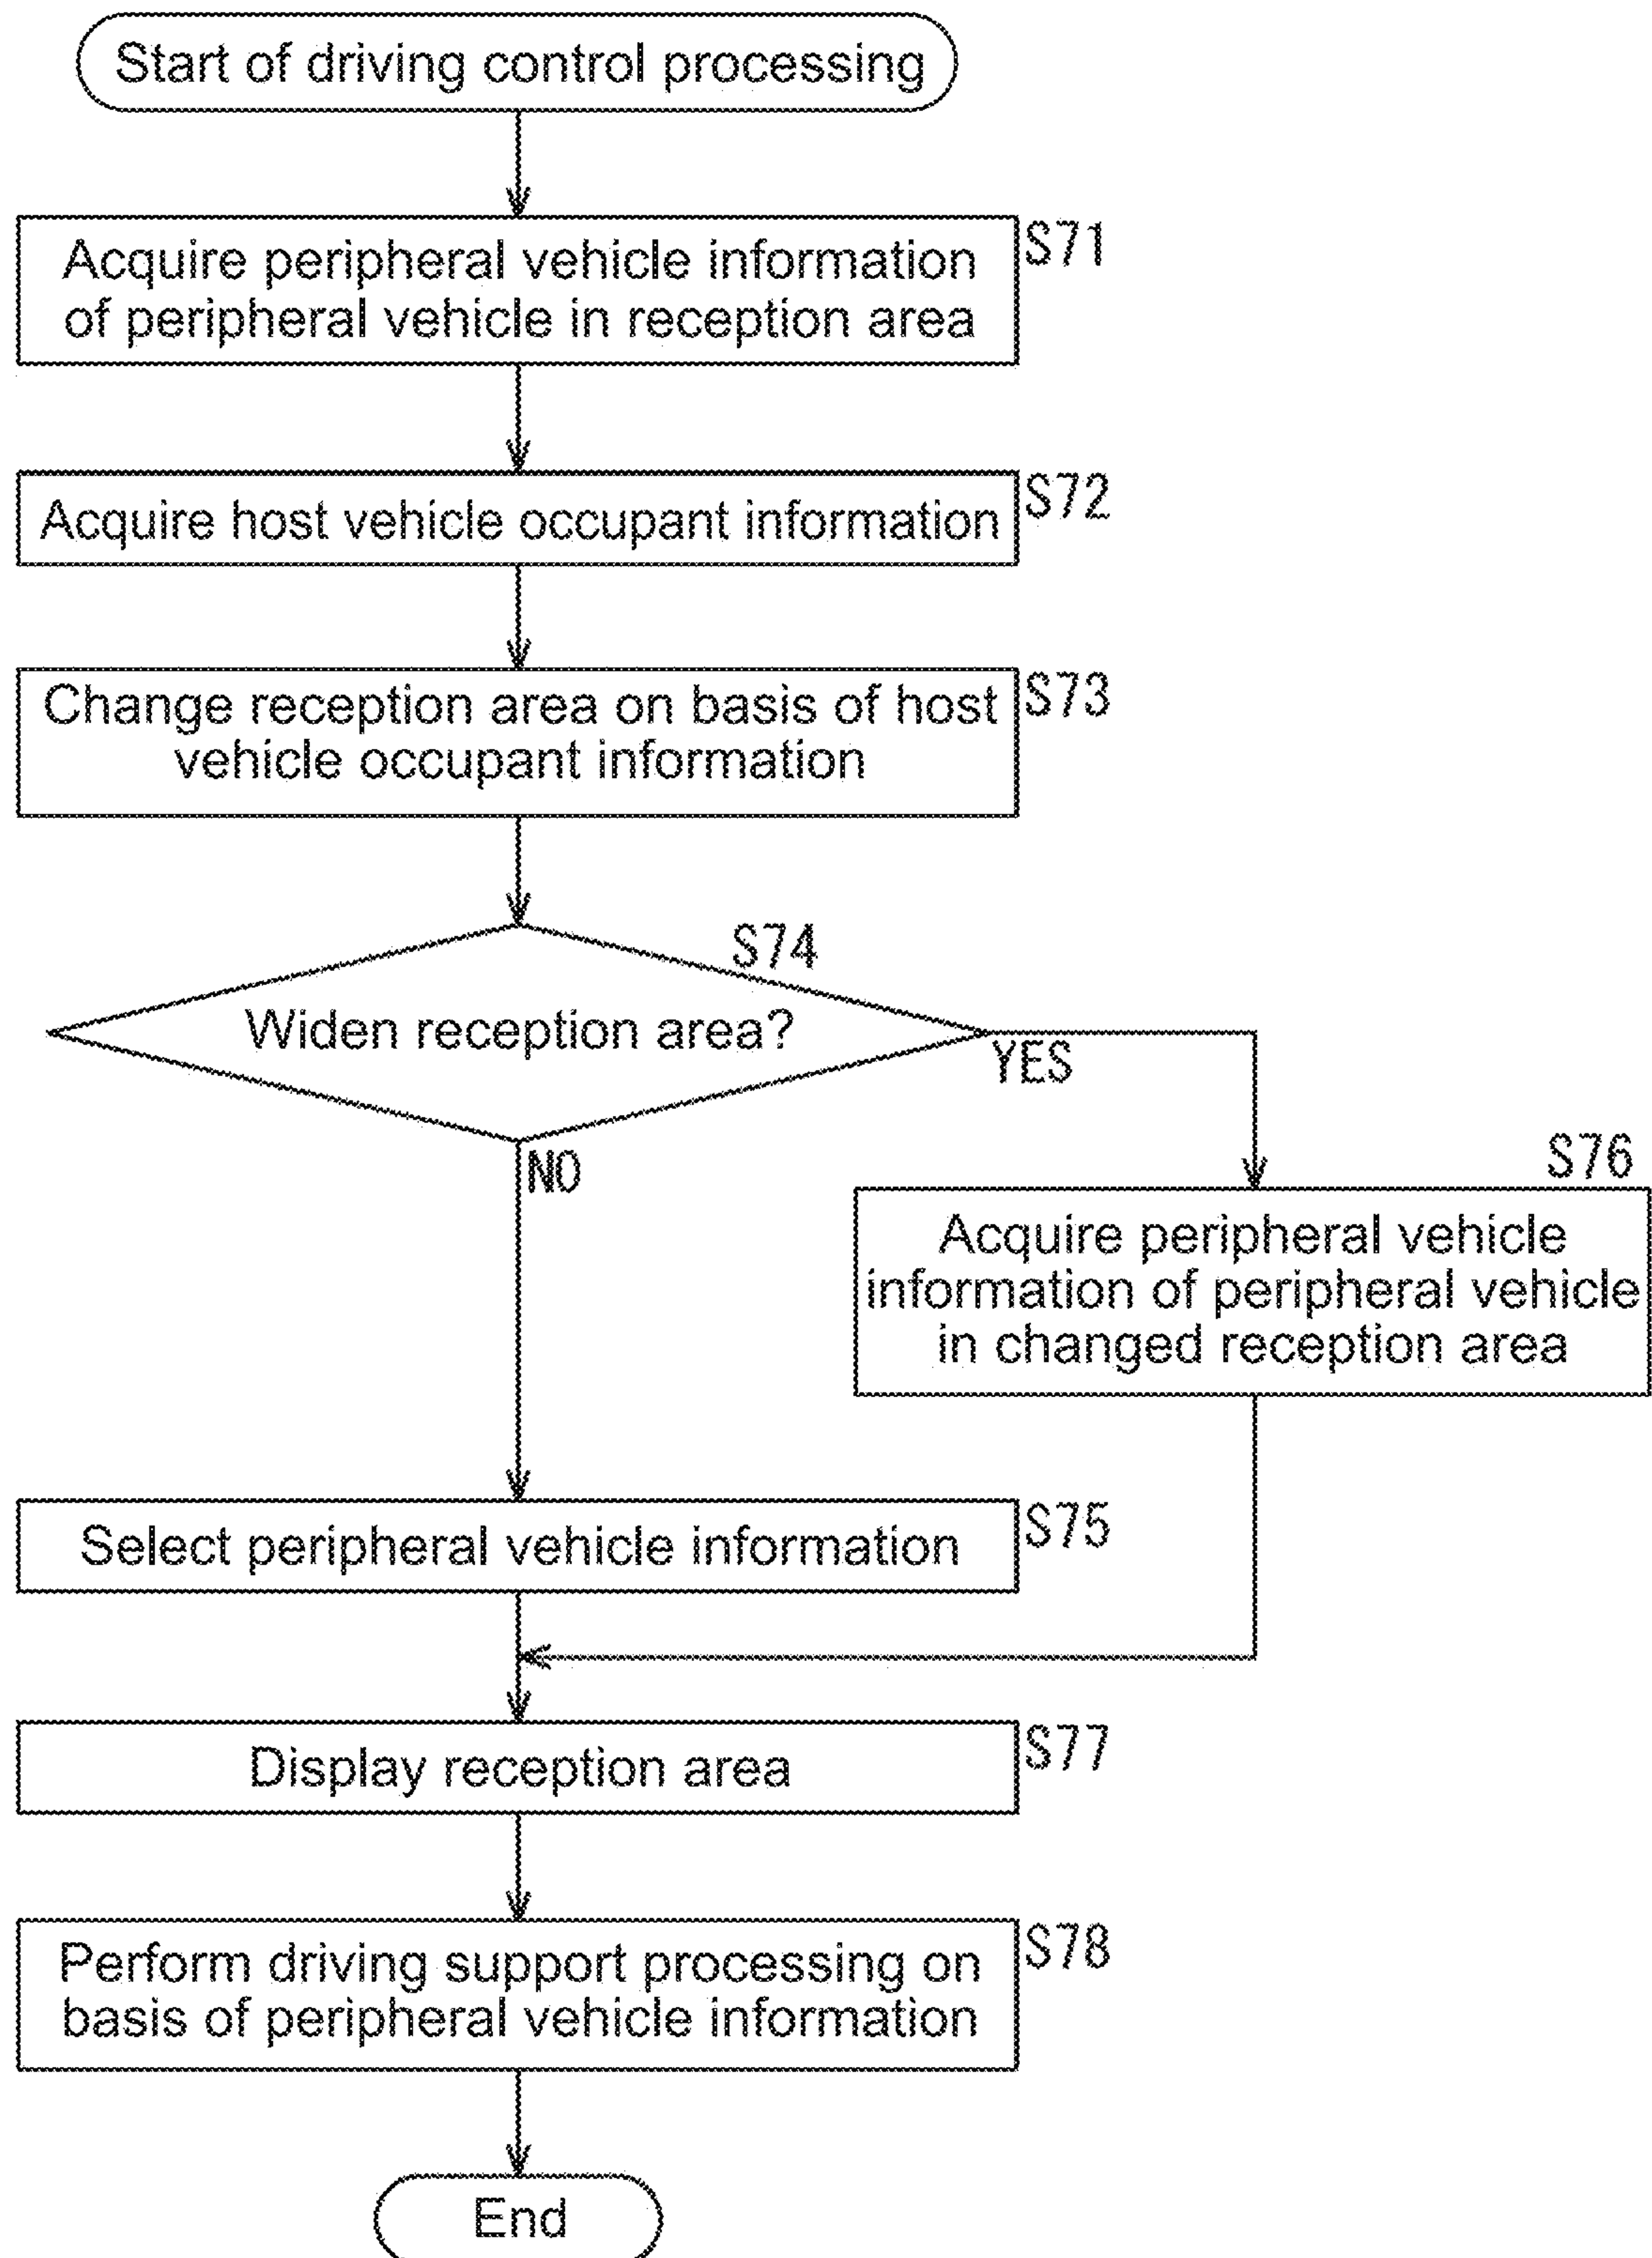 Start of driving control processing
Acquire peripheral vehicle information
of peripheral vehicle in reception area
S71
Acquire host vehicle occupant information
S72
Change reception area on basis of host
vehicle occupant information
S73
S74
Widen reception area?
YES
NO
S76
Acquire peripheral vehicle
information of peripheral vehicle
in changed reception area
Select peripheral vehicle information
S75
Display reception area
S77
Perform driving support processing on
basis of peripheral vehicle information
S78
End